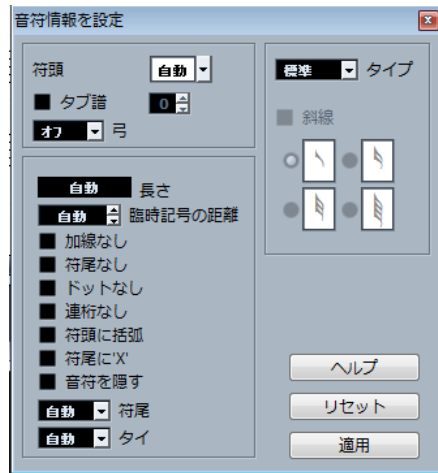 音符情報を設定
符頭 自動
タブ譜 0
オフ 弓
自動 長さ
自動 臨時記号の距離
加線なし
符尾なし
ドットなし
連桁なし
符頭に括弧
符尾に'X'
音符を隠す
自動 符尾
自動 タイ
標準 タイプ
斜線
ヘルプ
リセット
適用